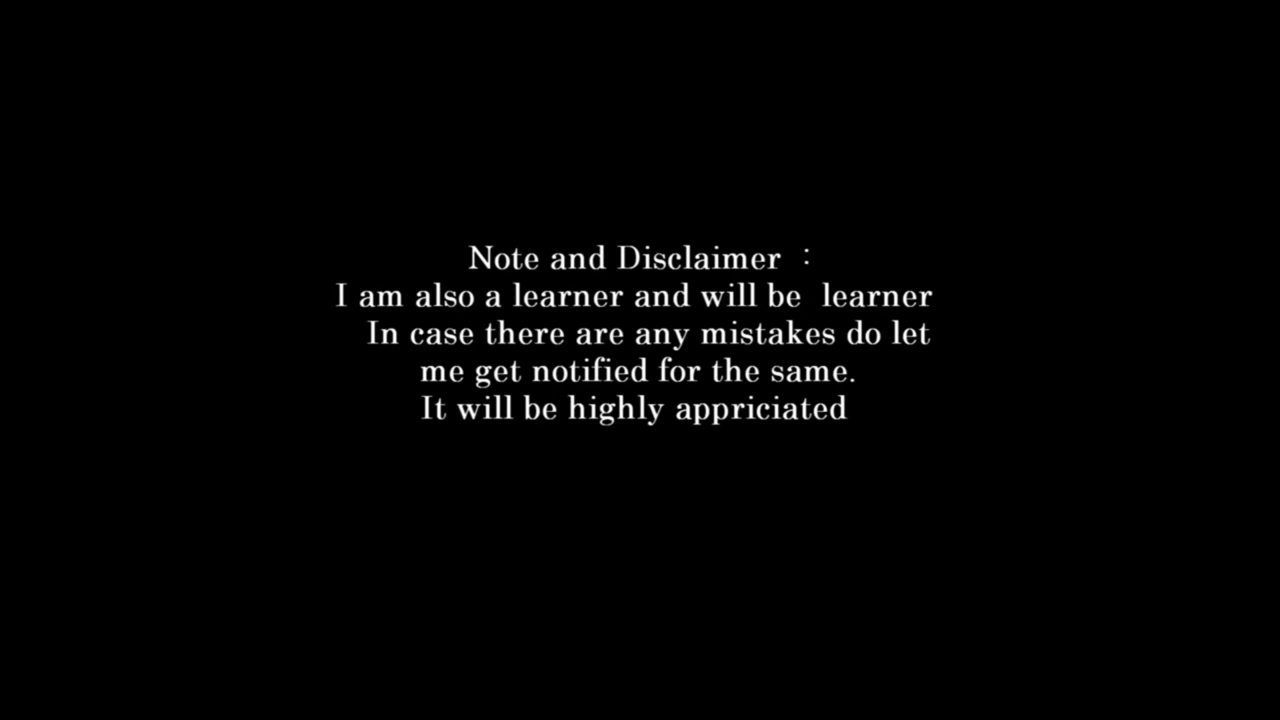 Note and Disclaimer :
I am also a learner and will be learner
In case there are any mistakes do let
me get notified for the same.
It will be highly appriciated